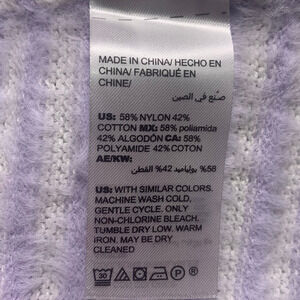 MADE IN CHINA/ HECHO EN
CHINA/ FABRIQUÉ EN
CHINE/
صنع في الصين
US: 58% NYLON 42%
COTTON MX: 58% poliamida
42% ALGODÓN CA: 58%
POLYAMIDE 42% COTON
AE/KW:
58% بولياميد 42% القطن
US: WITH SIMILAR COLORS.
MACHINE WASH COLD,
GENTLE CYCLE. ONLY
NON-CHLORINE BLEACH.
TUMBLE DRY LOW. WARM
IRON. MAY BE DRY
CLEANED
30
P